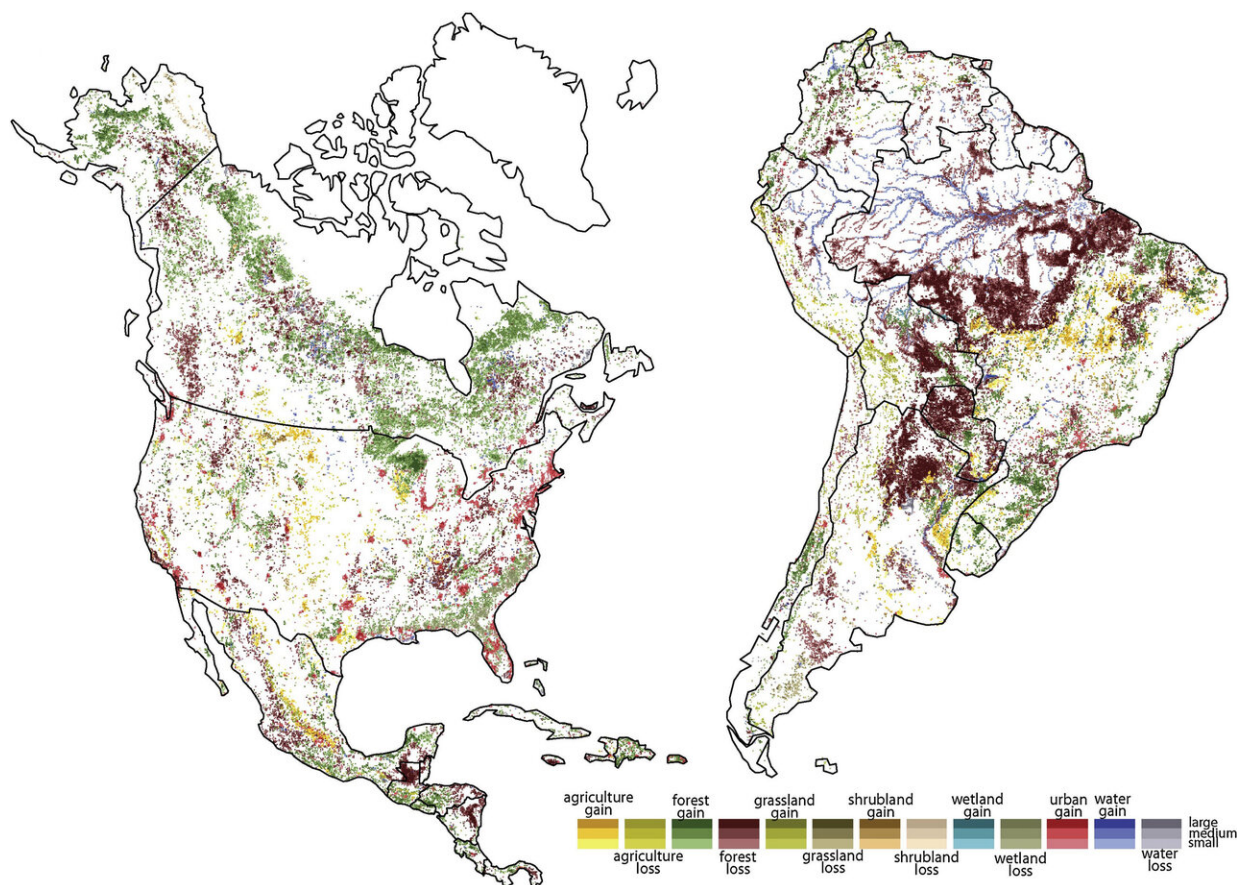 agriculture gain
forest gain
grassland gain
shrubland gain
wetland gain
urban gain
water gain
large
medium
small
agriculture loss
forest loss
grassland loss
shrubland loss
wetland loss
water loss